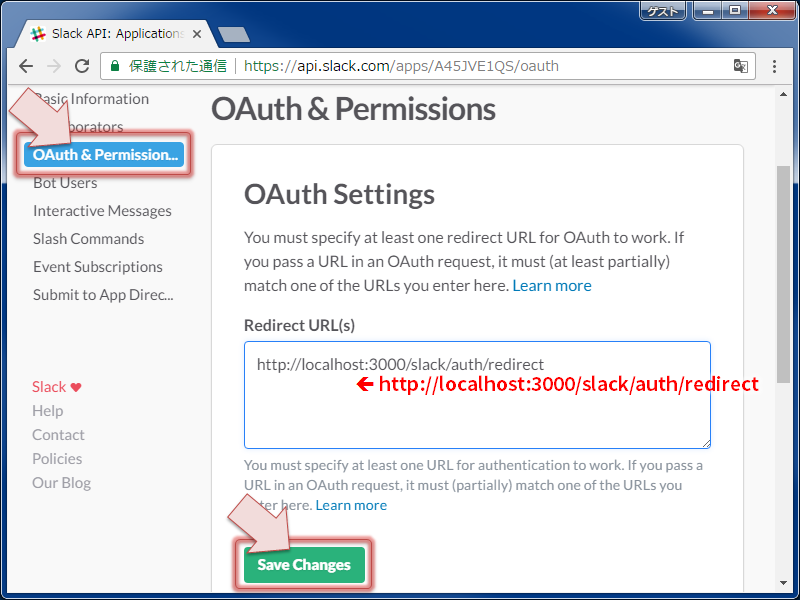 ゲスト
Slack API: Applications
保護された通信
https://api.slack.com/apps/A45JVE1QS/oauth
Basic Information
OAuth & Permission...
Bot Users
Interactive Messages
Slash Commands
Event Subscriptions
Submit to App Direc...
Slack
Help
Contact
Policies
Our Blog
OAuth & Permissions
OAuth Settings
You must specify at least one redirect URL for OAuth to work. If
you pass a URL in an OAuth request, it must (at least partially)
match one of the URLs you enter here. Learn more
Redirect URL(s)
http://localhost:3000/slack/auth/redirect
← http://localhost:3000/slack/auth/redirect
You must specify at least one URL for authentication to work. If you pass a
URL in an OAuth request, it must (partially) match one of the URLs you
enter here. Learn more
Save Changes